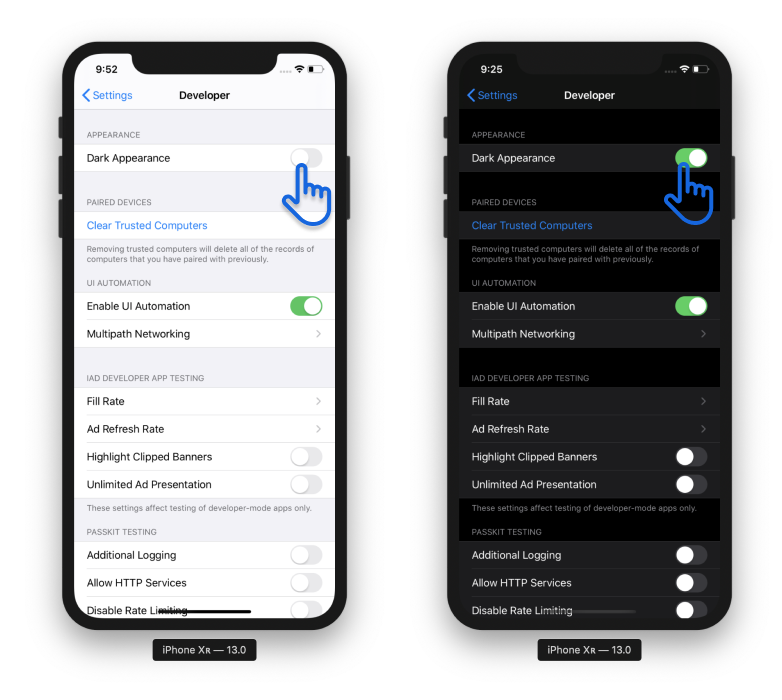 9:52
Settings
Developer
APPEARANCE
Dark Appearance
PAIRED DEVICES
Clear Trusted Computers
Removing trusted computers will delete all of the records of
computers that you have paired with previously.
UI AUTOMATION
Enable UI Automation
Multipath Networking
IAD DEVELOPER APP TESTING
Fill Rate
Ad Refresh Rate
Highlight Clipped Banners
Unlimited Ad Presentation
These settings affect testing of developer-mode apps only.
PASSKIT TESTING
Additional Logging
Allow HTTP Services
Disable Rate Limiting
iPhone Xʀ — 13.0
9:25
Settings
Developer
APPEARANCE
Dark Appearance
PAIRED DEVICES
Clear Trusted Computers
Removing trusted computers will delete all of the records of
computers that you have paired with previously.
UI AUTOMATION
Enable UI Automation
Multipath Networking
IAD DEVELOPER APP TESTING
Fill Rate
Ad Refresh Rate
Highlight Clipped Banners
Unlimited Ad Presentation
These settings affect testing of developer-mode apps only.
PASSKIT TESTING
Additional Logging
Allow HTTP Services
Disable Rate Limiting
iPhone Xʀ — 13.0